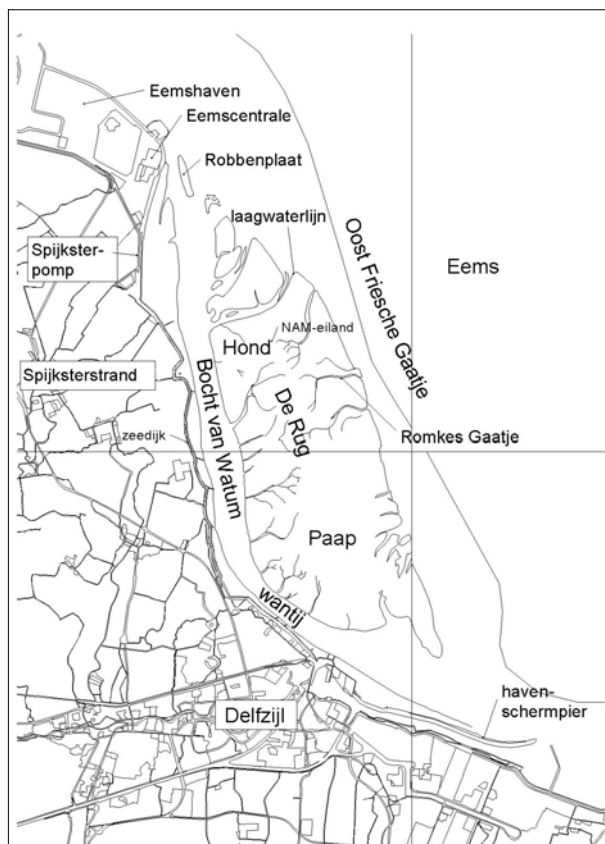 Eemshaven
Eemscentrale
Robbenplaat
laagwaterlijn
Spijkster-
pomp
Oost Friesche Gaatje
Eems
NAM-eiland
Hond
Spijksterstrand
Bocht van Watum
De Rug
Romkes Gaatje
zeedijk
Paap
wantij
haven-
schermpier
Delfzijl